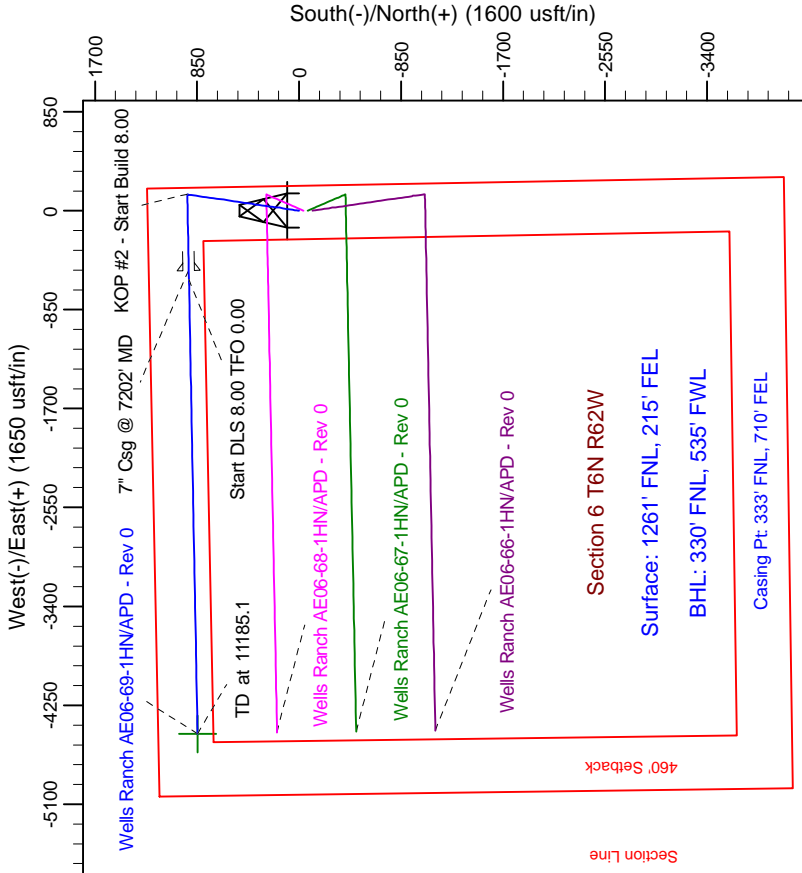 South(-)/North(+) (1600 usft/in)
-1700
850
0
-850
-1700
-2550
-3400
West(-)/East(+) (1650 usft/in)
850
0
-850
-1700
-2550
-3400
-4250
-5100
Wells Ranch AE06-69-1HN/APD - Rev 0
7" Csg @ 7202' MD
KOP #2 - Start Build 8.00
TD at 11185.1
Start DLS 8.00 TFO 0.00
Wells Ranch AE06-68-1HN/APD - Rev 0
Wells Ranch AE06-67-1HN/APD - Rev 0
Wells Ranch AE06-66-1HN/APD - Rev 0
Section 6 T6N R62W
Surface: 1261' FNL, 215' FEL
BHL: 330' FNL, 535' FWL
Casing Pt: 333' FNL, 710' FEL
460' Setback
Section Line